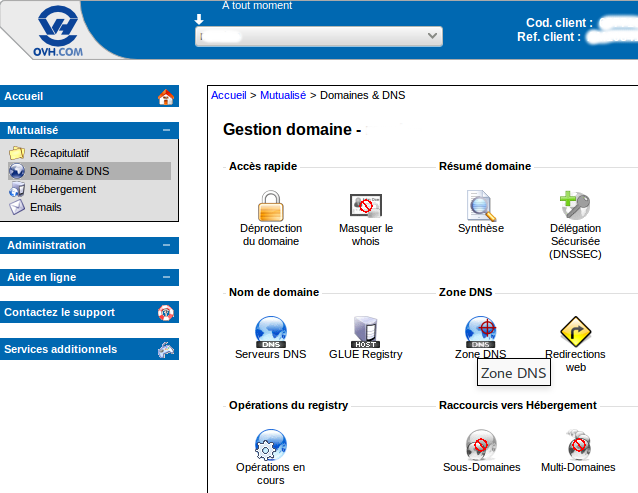 A tout moment
Cod. client :
Ref. client :
OVH.COM
Accueil
Mutualisé
Récapitulatif
Domaine & DNS
Hébergement
Emails
Administration
Aide en ligne
Contactez le support
Services additionnels
Accueil > Mutualisé > Domaines & DNS
Gestion domaine -
Accès rapide
Déprotection
du domaine
Masquer le
whois
Résumé domaine
Synthèse
Délégation
Sécurisée
(DNSSEC)
Nom de domaine
DNS
Serveurs DNS
HOST
GLUE Registry
Zone DNS
DNS
Zone DNS
Zone DNS
Redirections
web
Opérations du registry
Opérations en
cours
Raccourcis vers Hébergement
Sous-Domaines
Multi-Domaines